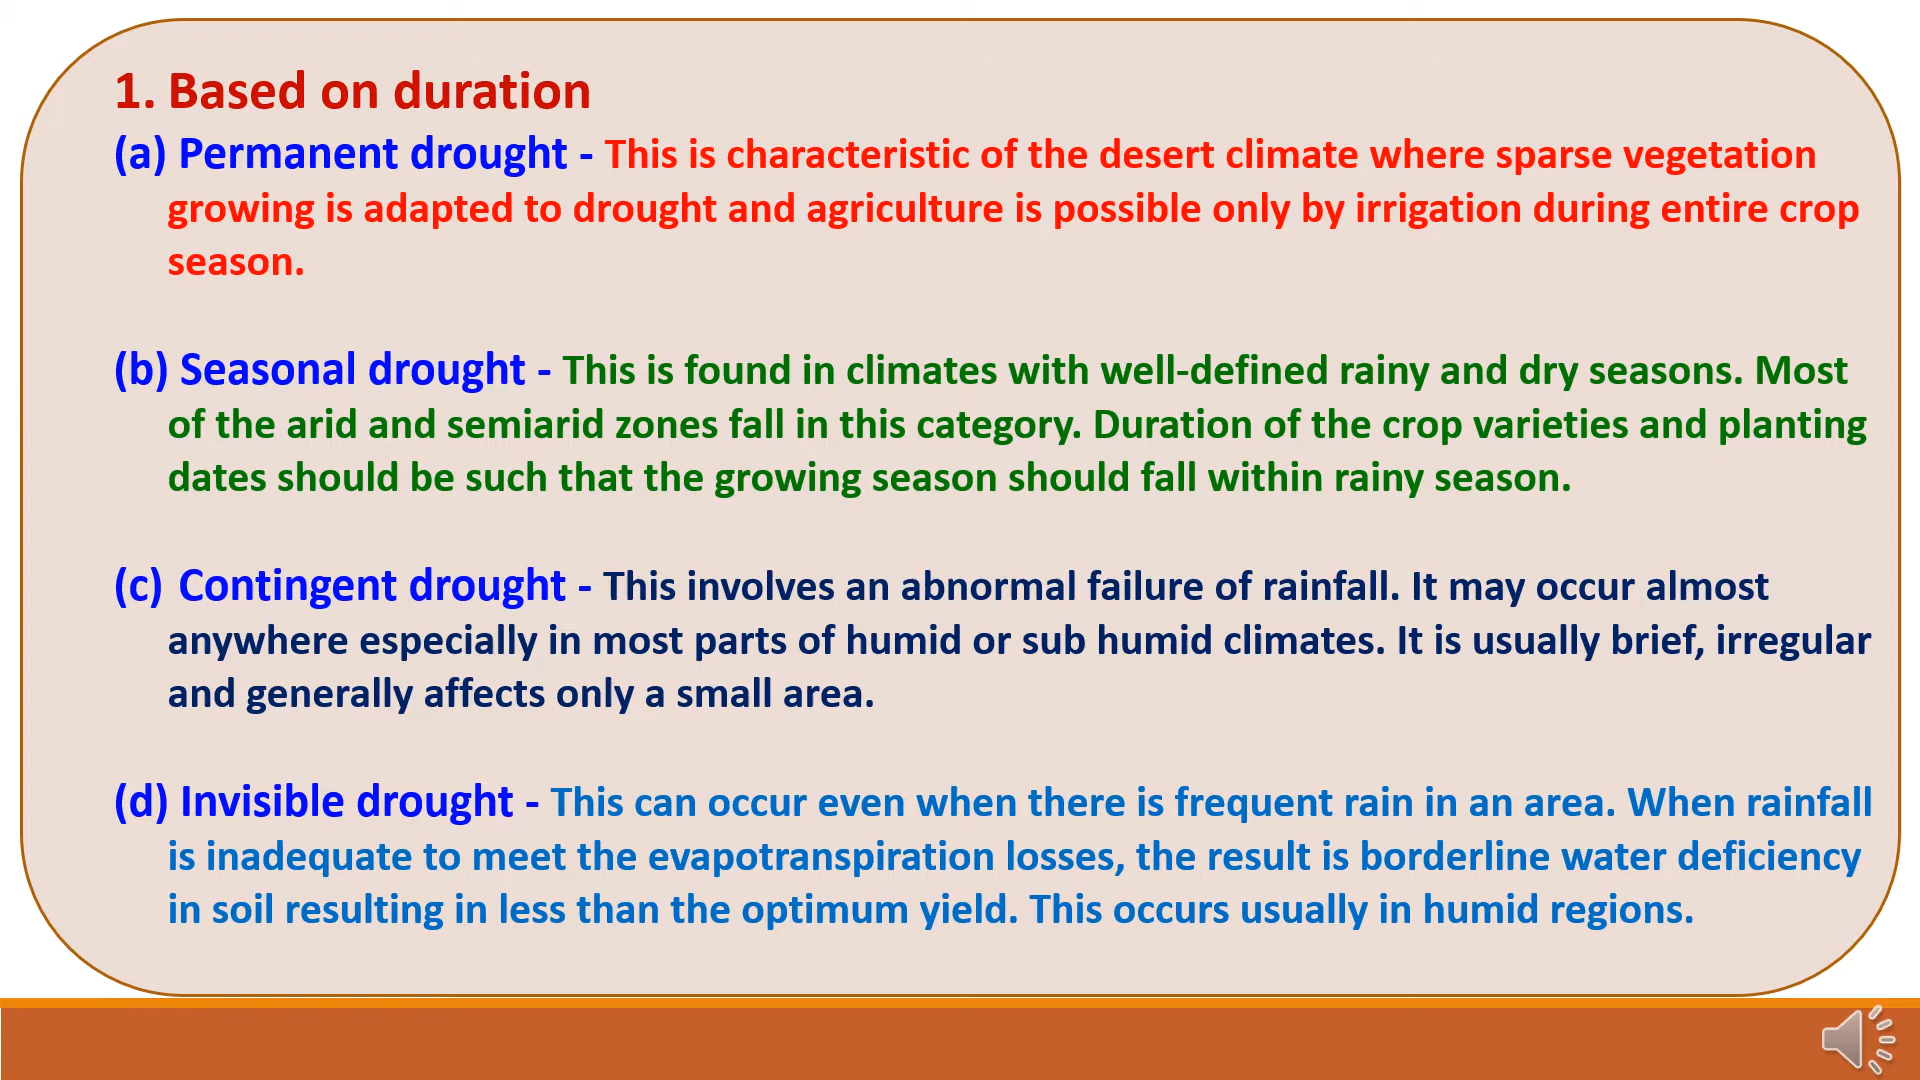 1. Based on duration
(a) Permanent drought - This is characteristic of the desert climate where sparse vegetation
growing is adapted to drought and agriculture is possible only by irrigation during entire crop
season.
(b) Seasonal drought - This is found in climates with well-defined rainy and dry seasons. Most
of the arid and semiarid zones fall in this category. Duration of the crop varieties and planting
dates should be such that the growing season should fall within rainy season.
(c) Contingent drought - This involves an abnormal failure of rainfall. It may occur almost
anywhere especially in most parts of humid or sub humid climates. It is usually brief, irregular
and generally affects only a small area.
(d) Invisible drought - This can occur even when there is frequent rain in an area. When rainfall
is inadequate to meet the evapotranspiration losses, the result is borderline water deficiency
in soil resulting in less than the optimum yield. This occurs usually in humid regions.